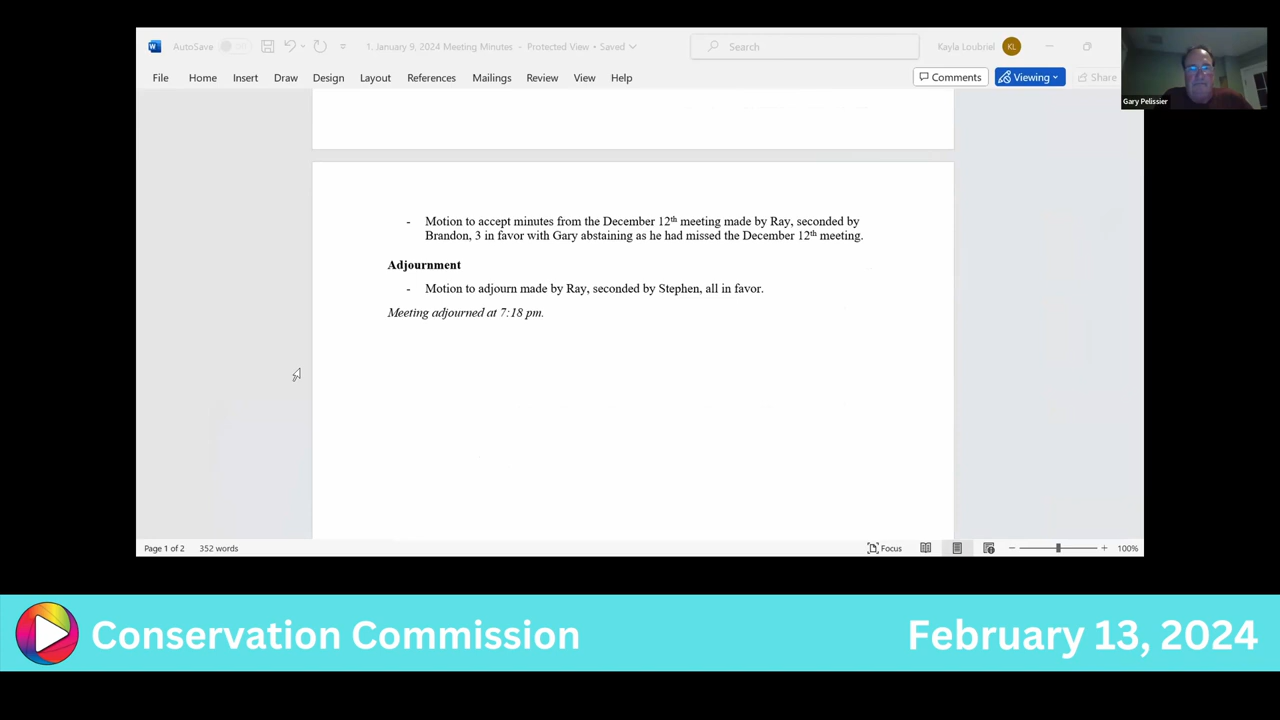 AutoSave
1. January 9, 2024 Meeting Minutes - Protected View • Saved
Search
Kayla Loubriel
KL
File Home Insert Draw Design Layout References Mailings Review View Help
Comments
Viewing
Share
Gary Pelissier
- Motion to accept minutes from the December 12th meeting made by Ray, seconded by
Brandon, 3 in favor with Gary abstaining as he had missed the December 12th meeting.
Adjournment
- Motion to adjourn made by Ray, seconded by Stephen, all in favor.
Meeting adjourned at 7:18 pm.
Page 1 of 2 352 words
Focus
100%
Conservation Commission
February 13, 2024